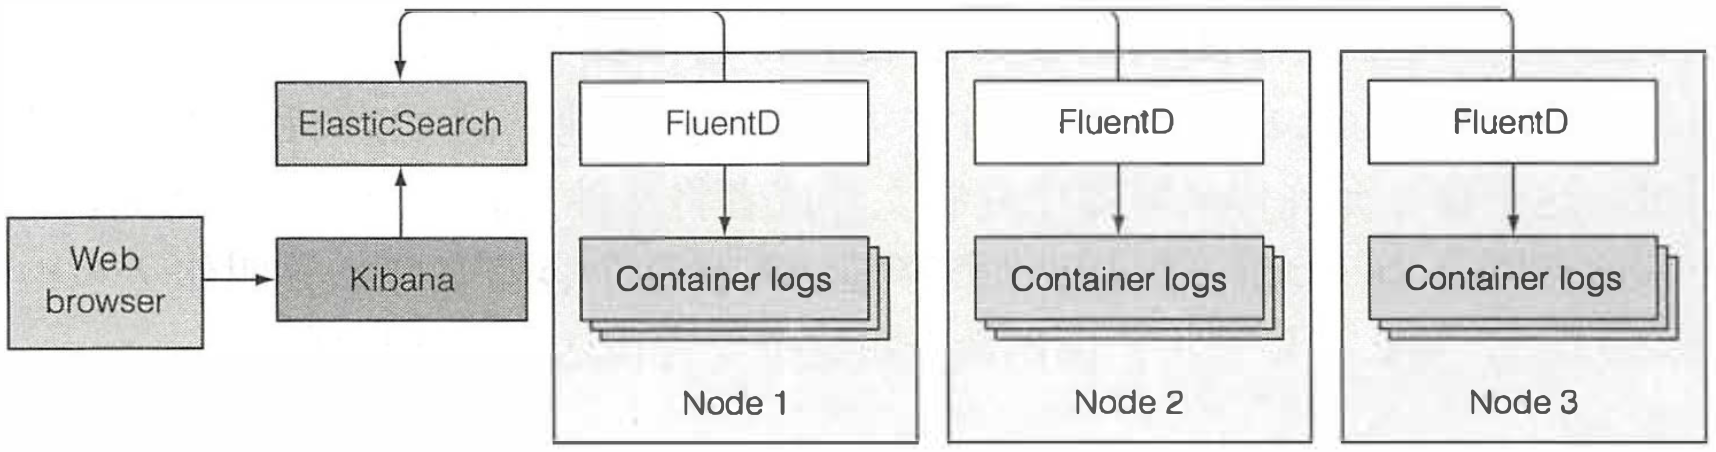 ElasticSearch
Web
browser
Kibana
FluentD
Container logs
Node 1
FluentD
Container logs
Node 2
FluentD
Container logs
Node 3